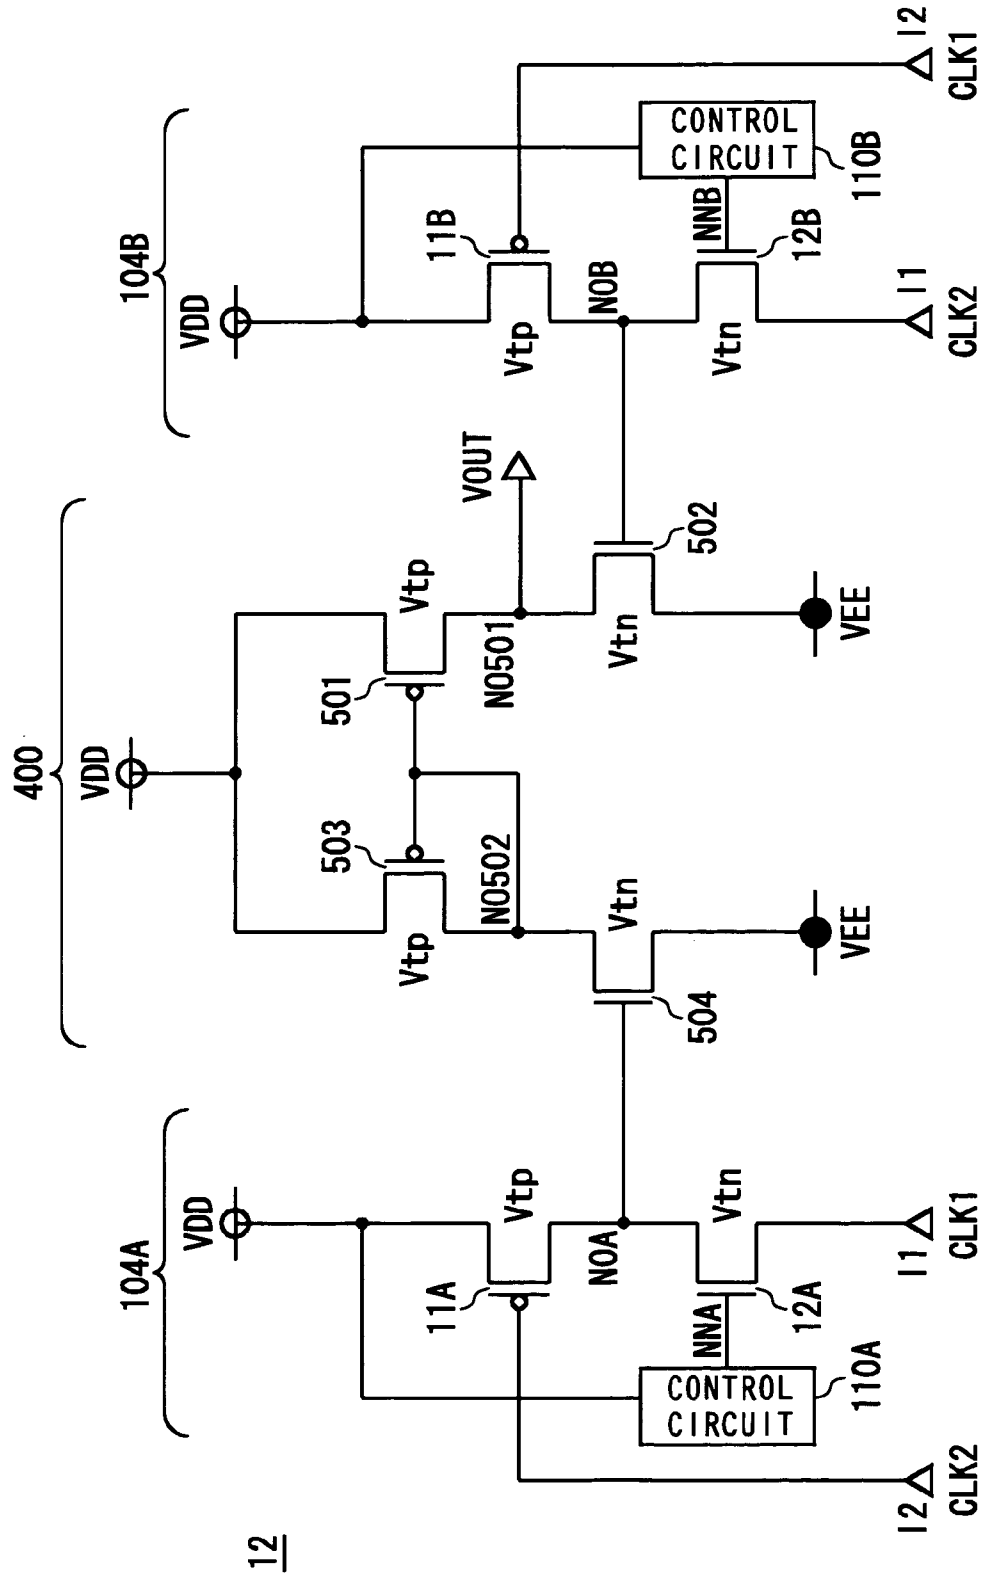 12
104A
400
104B
VDD
VDD
VDD
11A
Vtp
503
Vtp
501
Vtp
11B
Vtp
NOA
NO502
NO501
VOUT
NOB
CONTROL
CIRCUIT
110A
NNA
12A
Vtn
504
Vtn
Vtn
502
Vtn
NNB
12B
CONTROL
CIRCUIT
110B
VEE
VEE
I2
CLK2
I1
CLK1
I1
CLK2
I2
CLK1